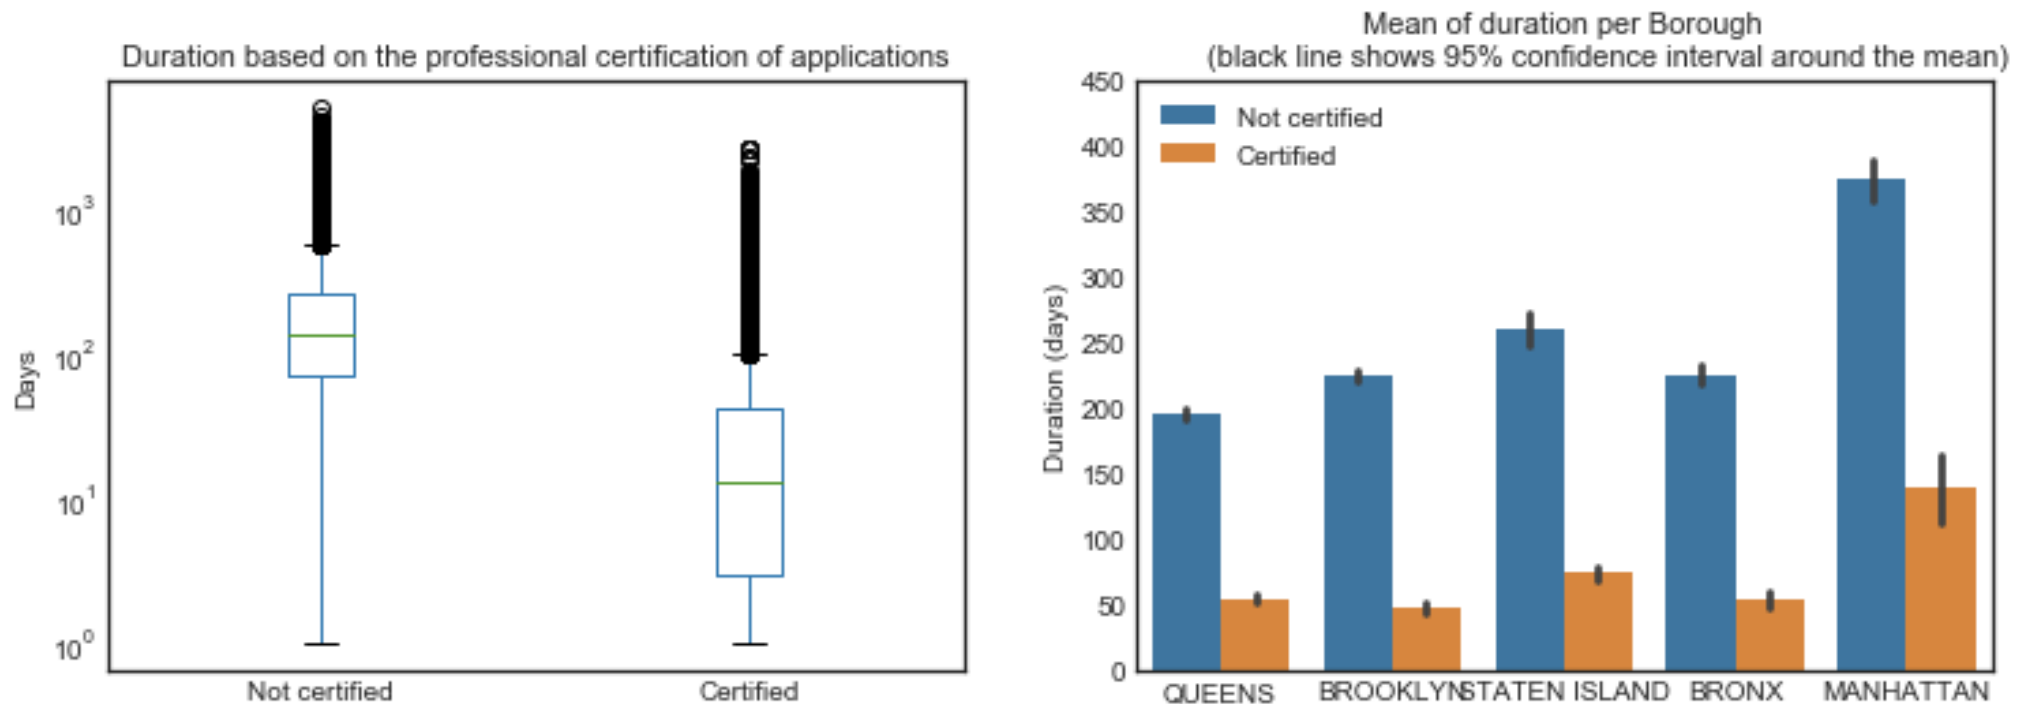 Duration based on the professional certification of applications
Days
10^3
10^2
10^1
10^0
Not certified
Certified
Mean of duration per Borough
(black line shows 95% confidence interval around the mean)
Duration (days)
450
400
350
300
250
200
150
100
50
0
Not certified
Certified
QUEENS
BROOKLYN
STATEN ISLAND
BRONX
MANHATTAN